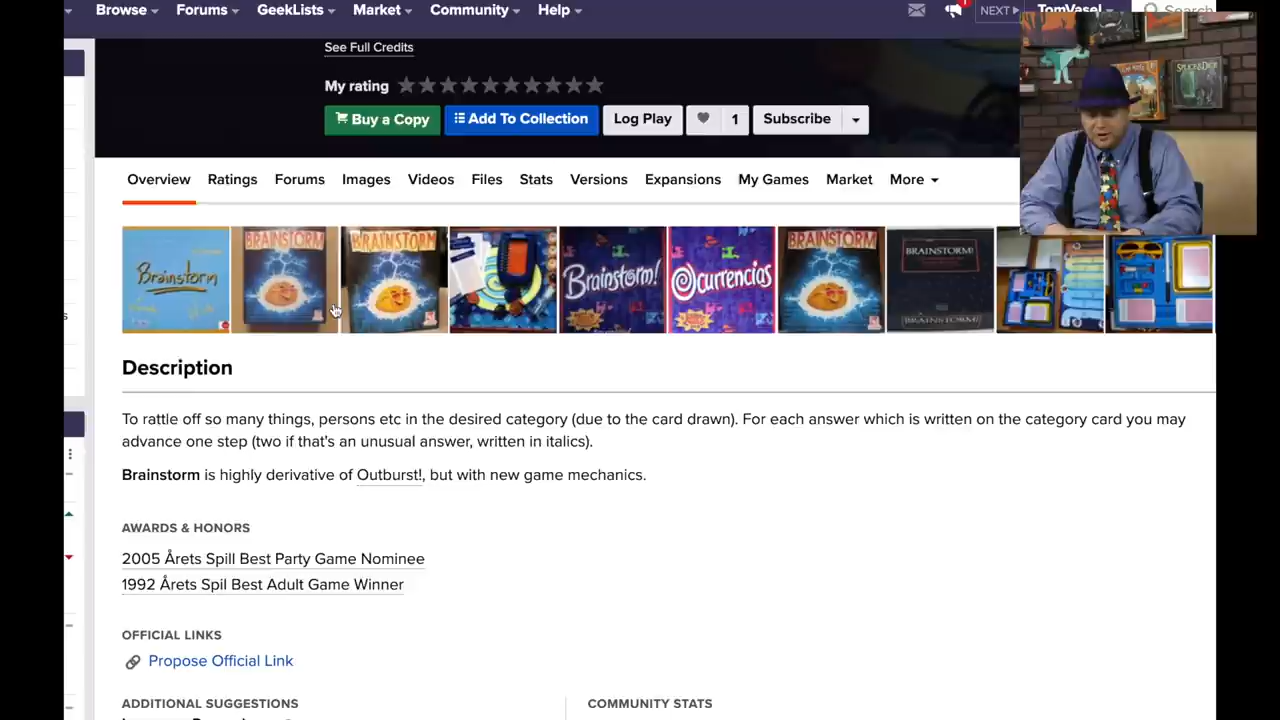 Browse Forums GeekLists Market Community Help NEXT TomVasel Search
See Full Credits
My rating
Buy a Copy Add To Collection Log Play 1 Subscribe
Overview Ratings Forums Images Videos Files Stats Versions Expansions My Games Market More
Brainstorm BRAINSTORM BRAINSTORM Brainstorm! Ocurrencias BRAINSTORM BRAINSTORM!
Description
To rattle off so many things, persons etc in the desired category (due to the card drawn). For each answer which is written on the category card you may
advance one step (two if that's an unusual answer, written in italics).
Brainstorm is highly derivative of Outburst!, but with new game mechanics.
AWARDS & HONORS
2005 Årets Spill Best Party Game Nominee
1992 Årets Spil Best Adult Game Winner
OFFICIAL LINKS
Propose Official Link
ADDITIONAL SUGGESTIONS COMMUNITY STATS